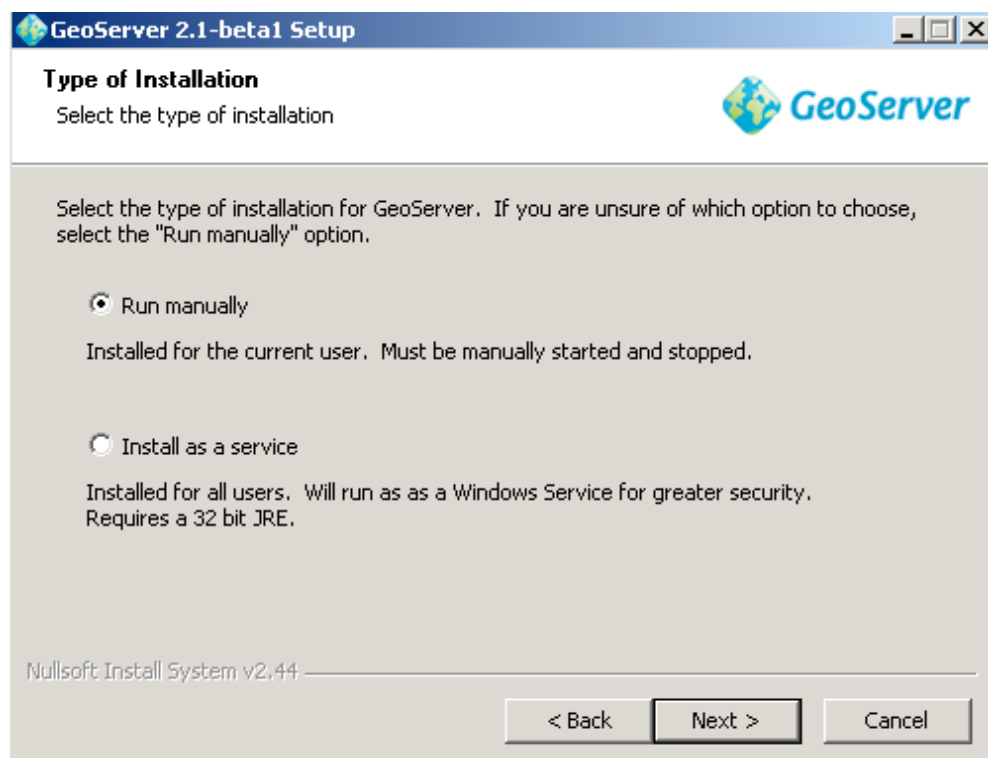 GeoServer 2.1-beta1 Setup
Type of Installation
Select the type of installation
GeoServer
Select the type of installation for GeoServer. If you are unsure of which option to choose,
select the "Run manually" option.
Run manually
Installed for the current user. Must be manually started and stopped.
Install as a service
Installed for all users. Will run as as a Windows Service for greater security.
Requires a 32 bit JRE.
Nullsoft Install System v2.44
< Back
Next >
Cancel